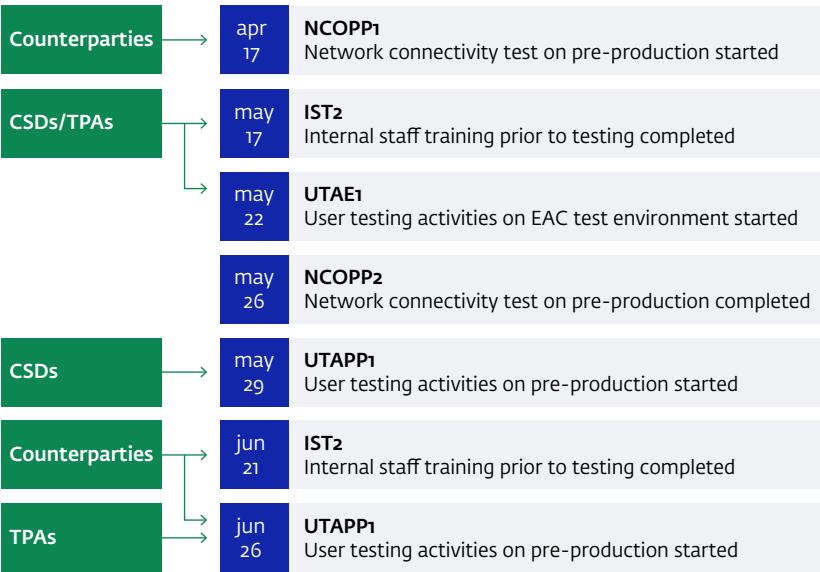 Counterparties
apr
17
NCOPP1
Network connectivity test on pre-production started
CSDs/TPAs
may
17
IST2
Internal staff training prior to testing completed
may
22
UTAE1
User testing activities on EAC test environment started
may
26
NCOPP2
Network connectivity test on pre-production completed
CSDs
may
29
UTAPP1
User testing activities on pre-production started
Counterparties
jun
21
IST2
Internal staff training prior to testing completed
TPAs
jun
26
UTAPP1
User testing activities on pre-production started